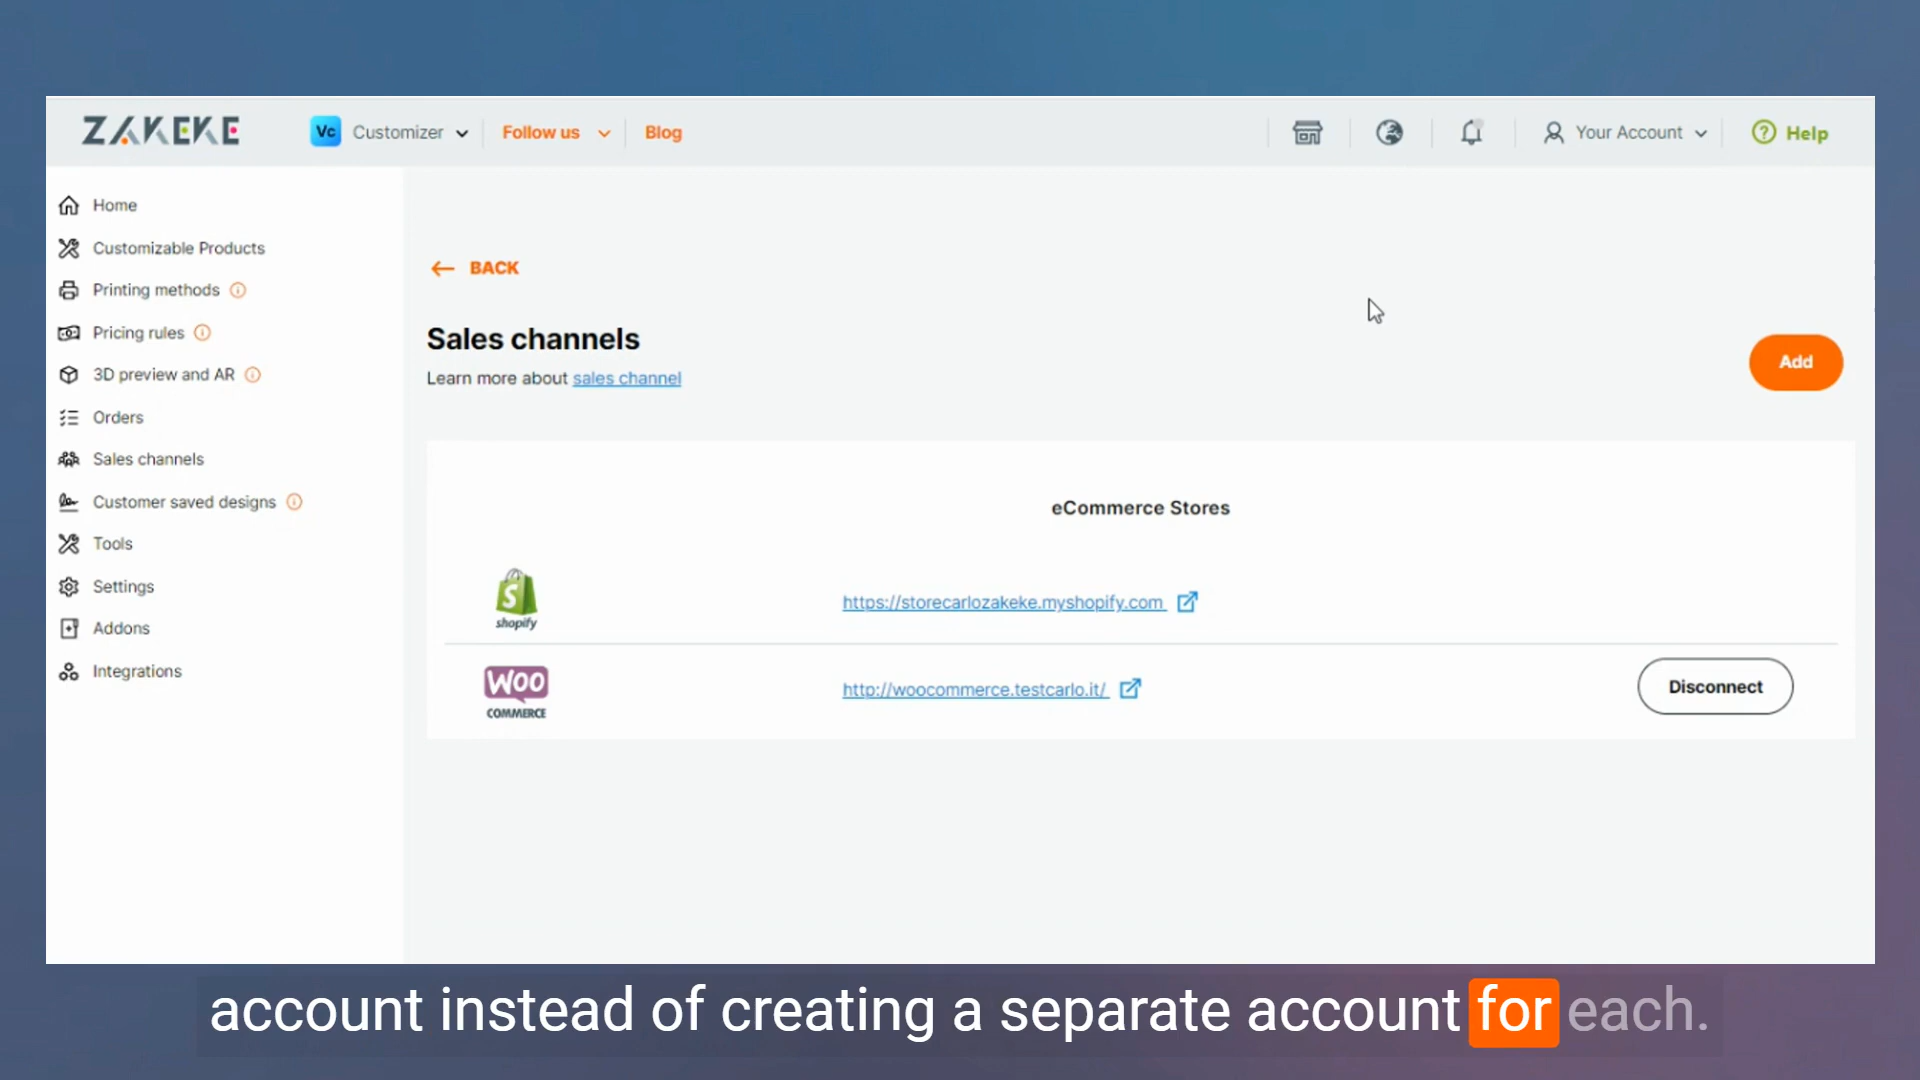 ZAKEKE
Vc Customizer
Follow us
Blog
Your Account
? Help
Home
Customizable Products
Printing methods
Pricing rules
3D preview and AR
Orders
Sales channels
Customer saved designs
Tools
Settings
Addons
Integrations
BACK
Sales channels
Learn more about sales channel
Add
eCommerce Stores
shopify
https://storecarlozakeke.myshopify.com
WOO
COMMERCE
http://woocommerce.testcarlo.it/
Disconnect
account instead of creating a separate account for each.